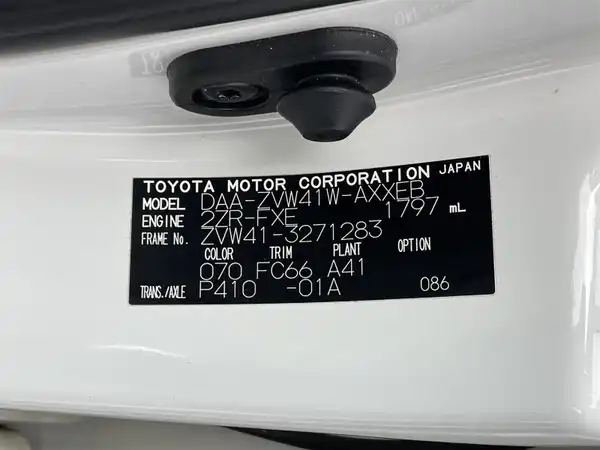 TOYOTA MOTOR CORPORATION JAPAN
MODEL DAA-ZVW41W-AXXEB
ENGINE 2ZR-FXE 1797 mL
FRAME No. ZVW41-3271283
COLOR TRIM PLANT OPTION
070 FC66 A41
TRANS./AXLE P410 -01A 086